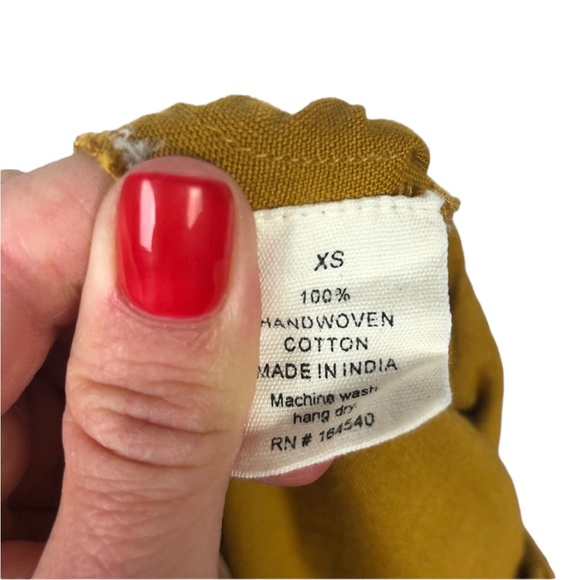 XS
100%
HANDWOVEN
COTTON
MADE IN INDIA
Machine wash
hang dry
RN # 164540